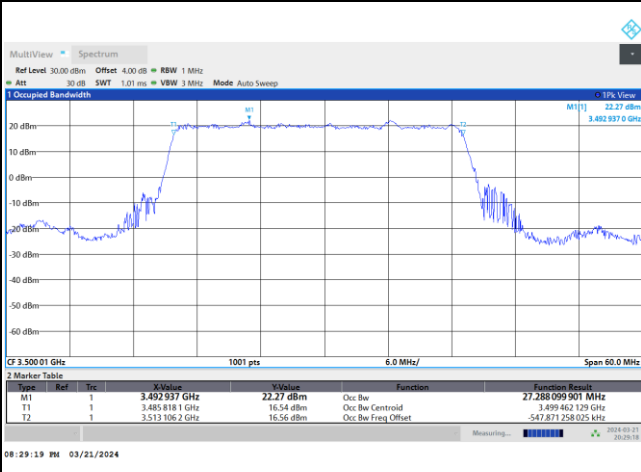 MultiView Spectrum
Ref Level 30.00 dBm Offset 4.00 dB RBW 1 MHz
Att 30 dB SWT 1.01 ms VBW 3 MHz Mode Auto Sweep
1 Occupied Bandwidth 1Pk View
M1[1] 22.27 dBm
3.492 937 0 GHz
M1
T1 T2
20 dBm
10 dBm
0 dBm
-10 dBm
-20 dBm
-30 dBm
-40 dBm
-50 dBm
-60 dBm
CF 3.500 01 GHz 1001 pts 6.0 MHz/ Span 60.0 MHz
2 Marker Table
Type Ref Trc X-Value Y-Value Function Function Result
M1 1 3.492 937 GHz 22.27 dBm Occ Bw 27.288 099 901 MHz
T1 1 3.485 818 1 GHz 16.54 dBm Occ Bw Centroid 3.499 462 129 GHz
T2 1 3.513 106 2 GHz 16.56 dBm Occ Bw Freq Offset -547.871 258 025 kHz
Measuring... 2024-03-27
20:29:18
08:29:19 PM 03/21/2024